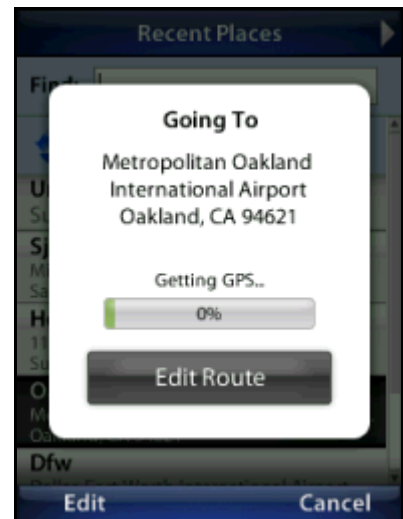 Recent Places
Find:
Going To
Metropolitan Oakland
International Airport
Oakland, CA 94621
Getting GPS..
0%
Edit Route
Dfw
Edit
Cancel